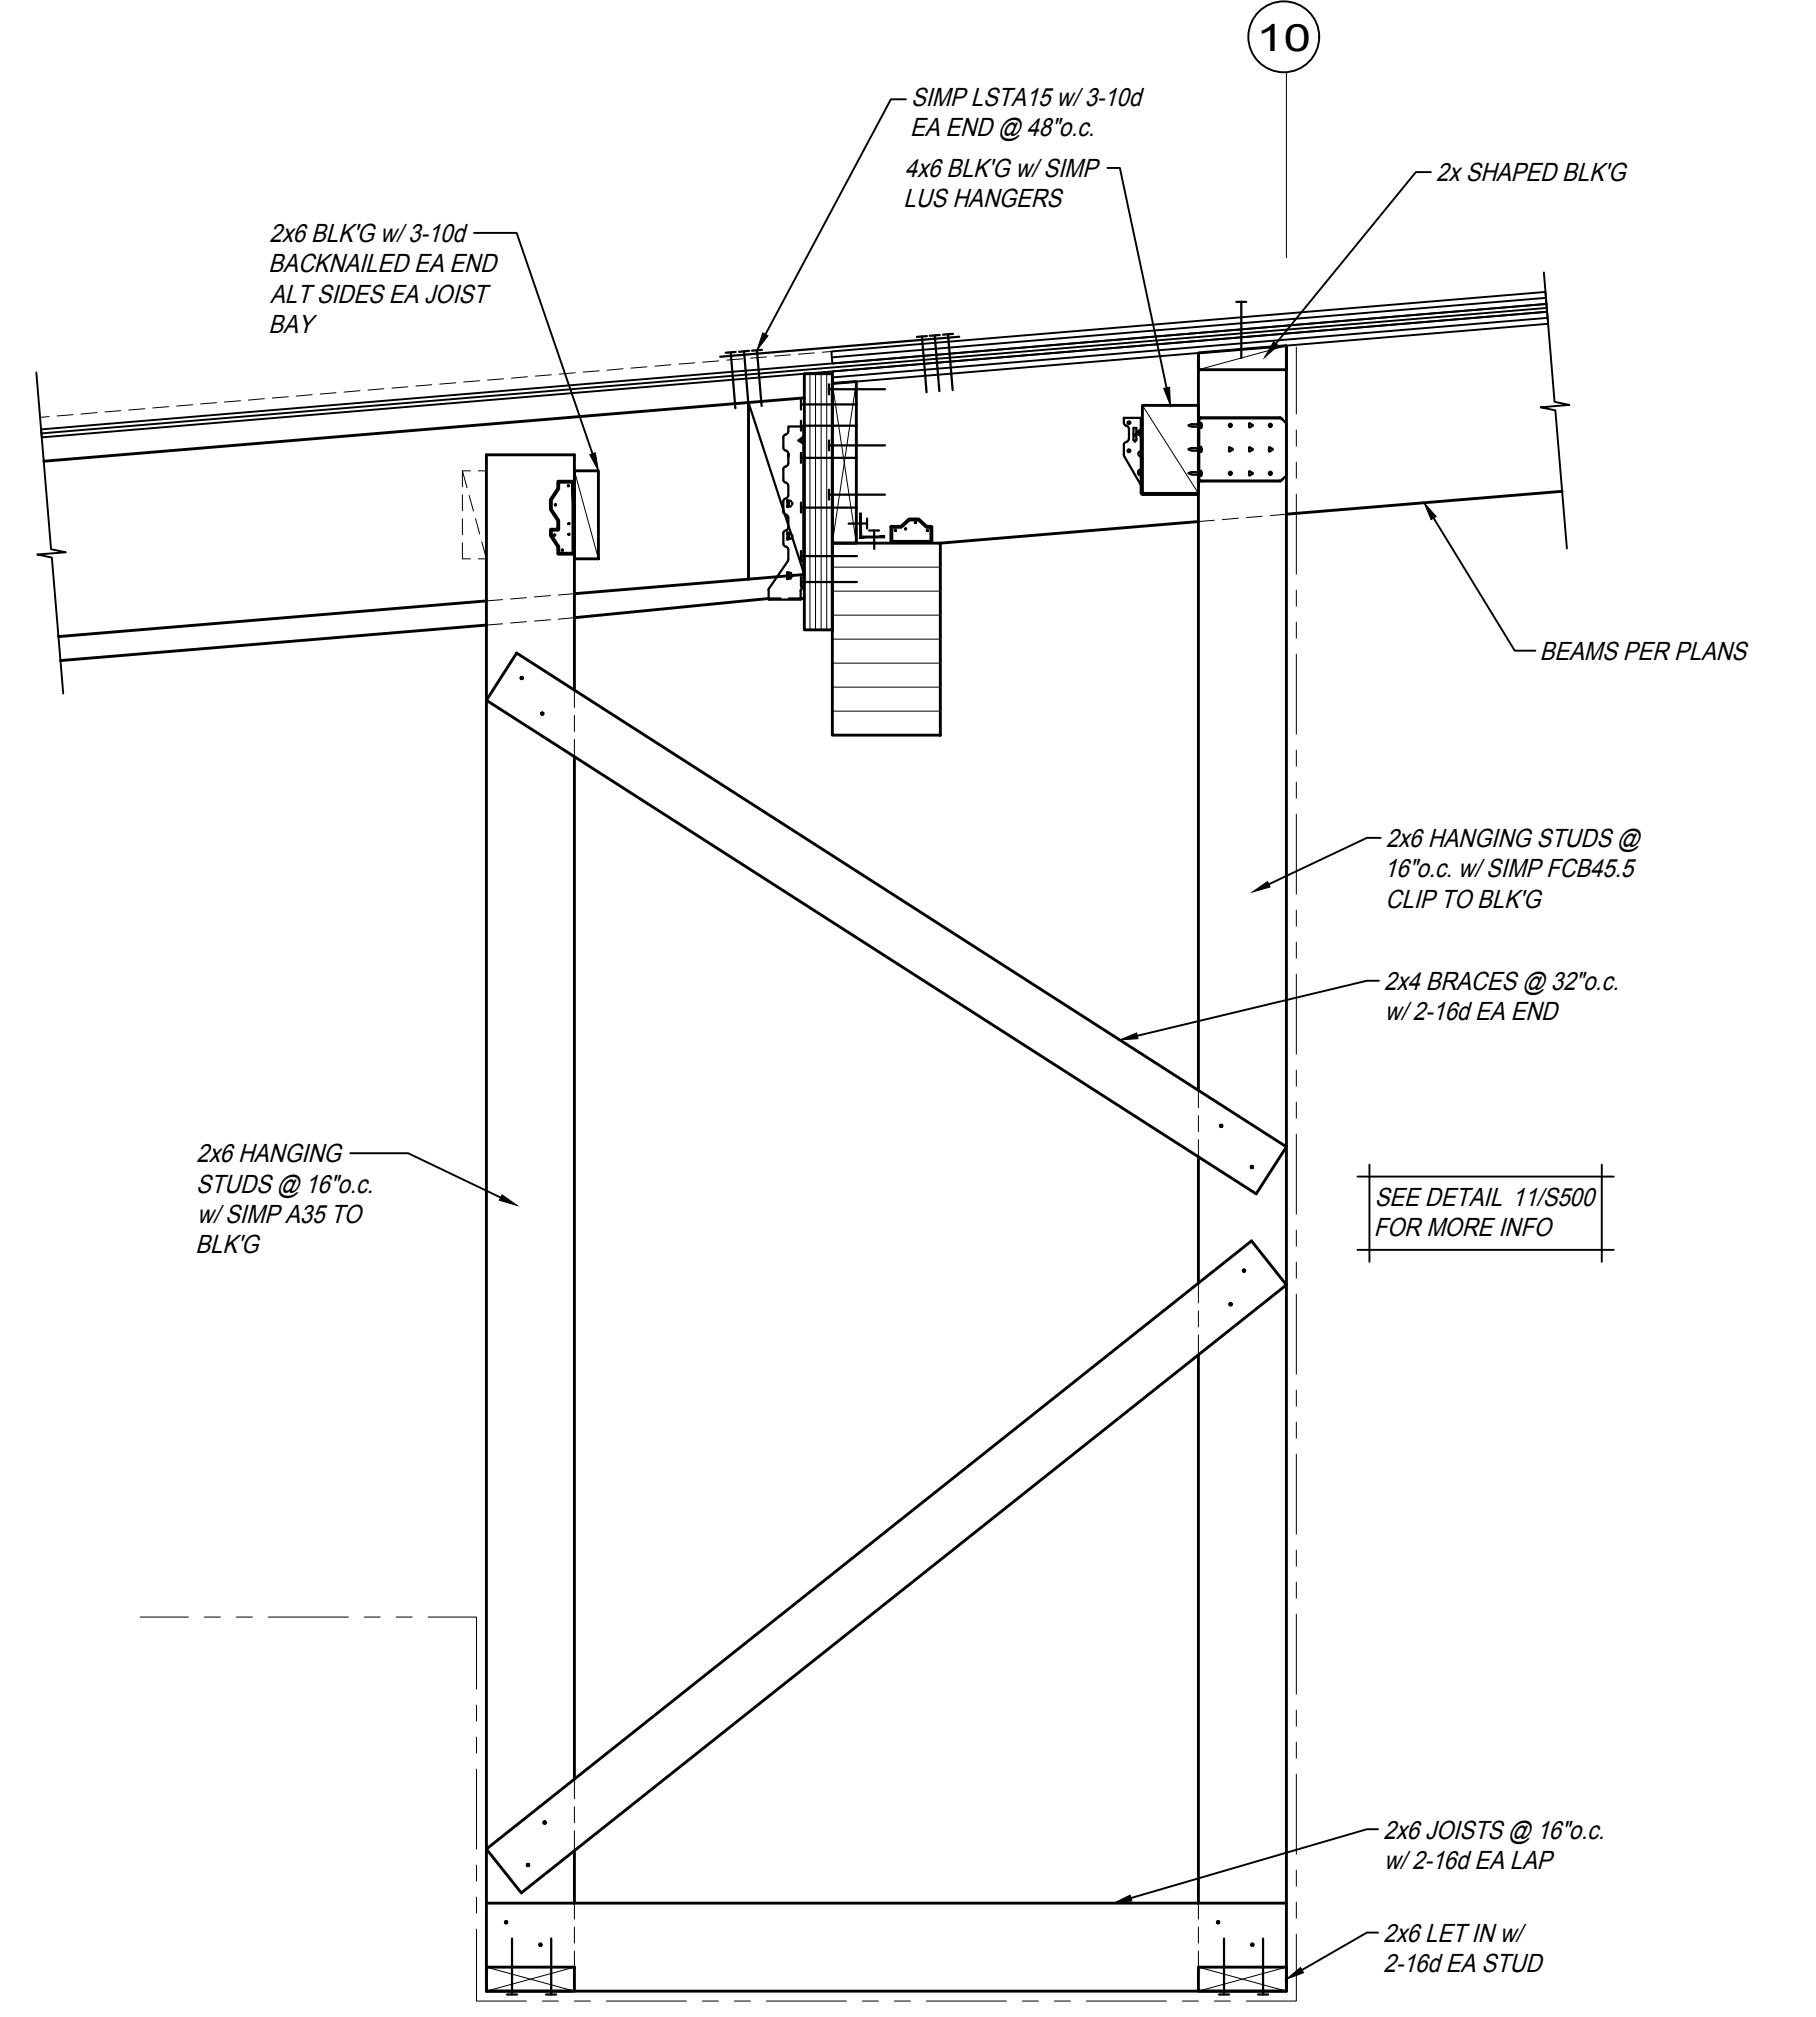 10
SIMP LSTA15 w/ 3-10d
EA END @ 48"o.c.
4x6 BLK'G w/ SIMP
LUS HANGERS
2x SHAPED BLK'G
2x6 BLK'G w/ 3-10d
BACKNAILED EA END
ALT SIDES EA JOIST
BAY
BEAMS PER PLANS
2x6 HANGING STUDS @
16"o.c. w/ SIMP FCB45.5
CLIP TO BLK'G
2x4 BRACES @ 32"o.c.
w/ 2-16d EA END
2x6 HANGING
STUDS @ 16"o.c.
w/ SIMP A35 TO
BLK'G
SEE DETAIL 11/S500
FOR MORE INFO
2x6 JOISTS @ 16"o.c.
w/ 2-16d EA LAP
2x6 LET IN w/
2-16d EA STUD